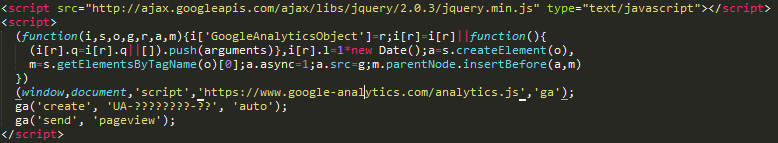 <script src="http://ajax.googleapis.com/ajax/libs/jquery/2.0.3/jquery.min.js" type="text/javascript"></script>
<script>
(function(i,s,o,g,r,a,m){i['GoogleAnalyticsObject']=r;i[r]=i[r]||function(){
(i[r].q=i[r].q||[]).push(arguments)},i[r].l=1*new Date();a=s.createElement(o),
m=s.getElementsByTagName(o)[0];a.async=1;a.src=g;m.parentNode.insertBefore(a,m)
})
(window,document,'script','https://www.google-analytics.com/analytics.js','ga');
ga('create', 'UA-????????-??', 'auto');
ga('send', 'pageview');
</script>